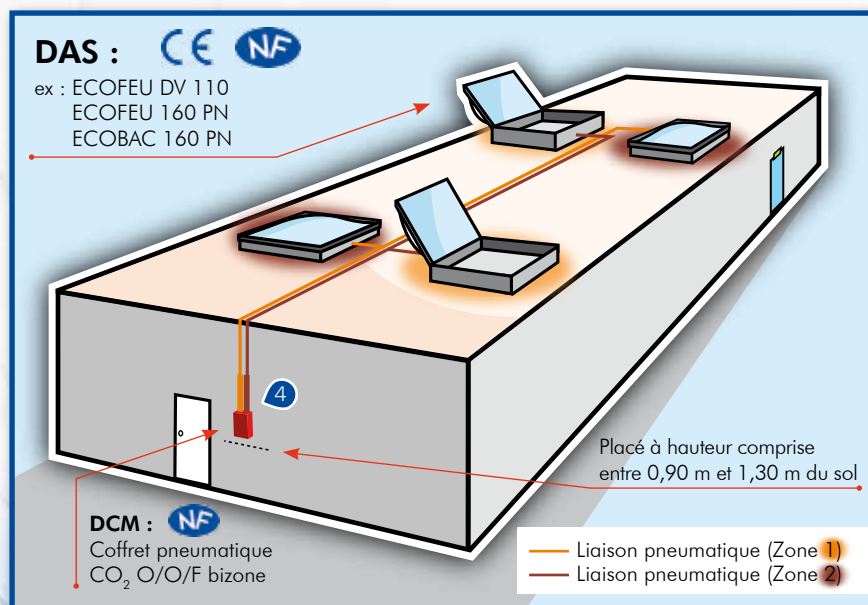 DAS : CE NF
ex : ECOFEU DV 110
ECOFEU 160 PN
ECOBAC 160 PN
4
Placé à hauteur comprise
entre 0,90 m et 1,30 m du sol
DCM : NF
Coffret pneumatique
CO₂ O/O/F bizone
Liaison pneumatique (Zone 1)
Liaison pneumatique (Zone 2)